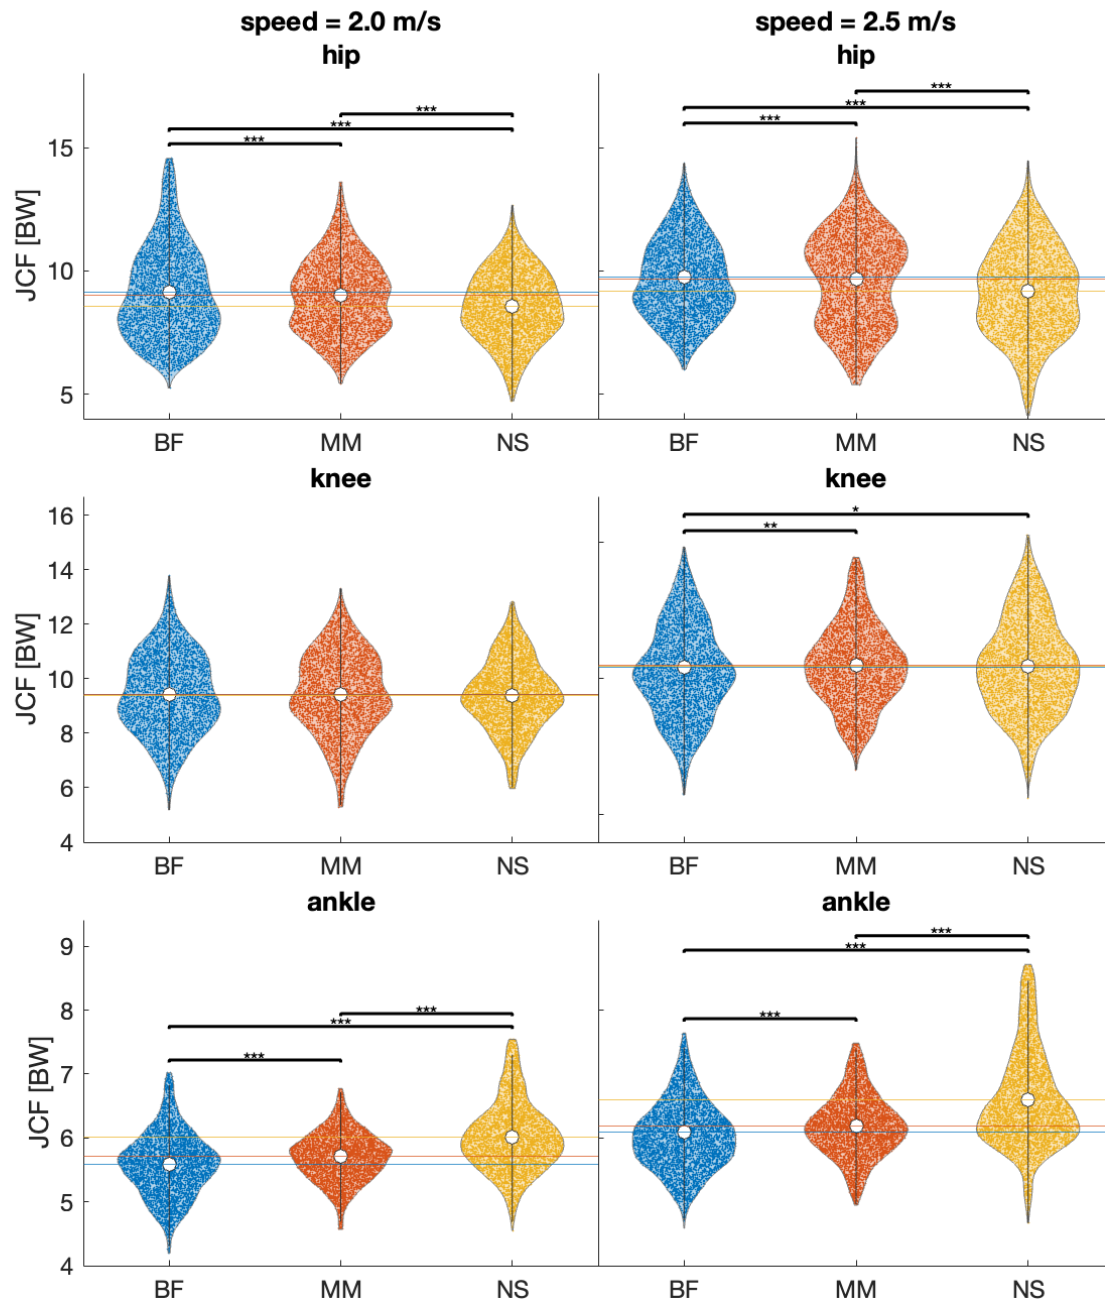 speed = 2.0 m/s
speed = 2.5 m/s
hip
hip
***
***
***
***
***
***
15
10
5
JCF [BW]
BF
MM
NS
BF
MM
NS
knee
knee
*
**
16
14
12
10
8
6
4
JCF [BW]
BF
MM
NS
BF
MM
NS
ankle
ankle
***
***
***
***
***
***
9
8
7
6
5
4
JCF [BW]
BF
MM
NS
BF
MM
NS